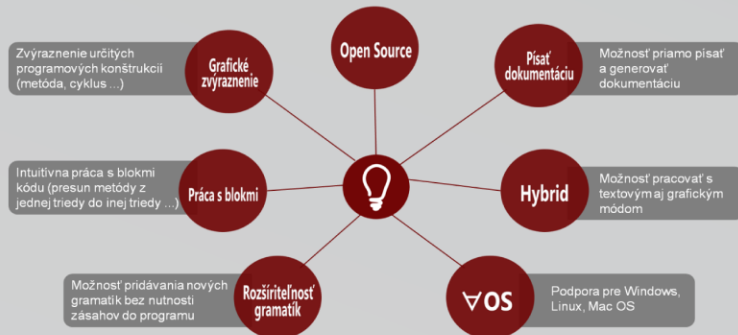 Open Source
Zvýraznenie určitých
programových konštrukcií
(metóda, cyklus ...)
Grafické
zvýraznenie
Písať
dokumentáciu
Možnosť priamo písať
a generovať
dokumentáciu
Intuitívna práca s blokmi
kódu (presun metódy z
jednej triedy do inej triedy ...)
Práca s blokmi
Hybrid
Možnosť pracovať s
textovým aj grafickým
módom
Možnosť pridávania nových
gramatik bez nutnosti
zásahov do programu
Rozšíriteľnosť
gramatík
∀ OS
Podpora pre Windows,
Linux, Mac OS